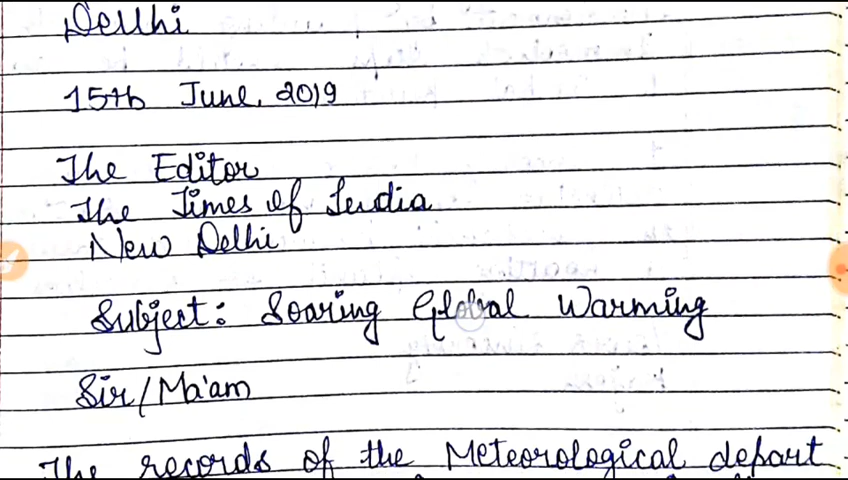 Dellhi
15th June, 2019
The Editor
The Times of India
New Delhi
Subject: Soaring Global Warming
Sir/Ma'am
The records of the Meteorological depart